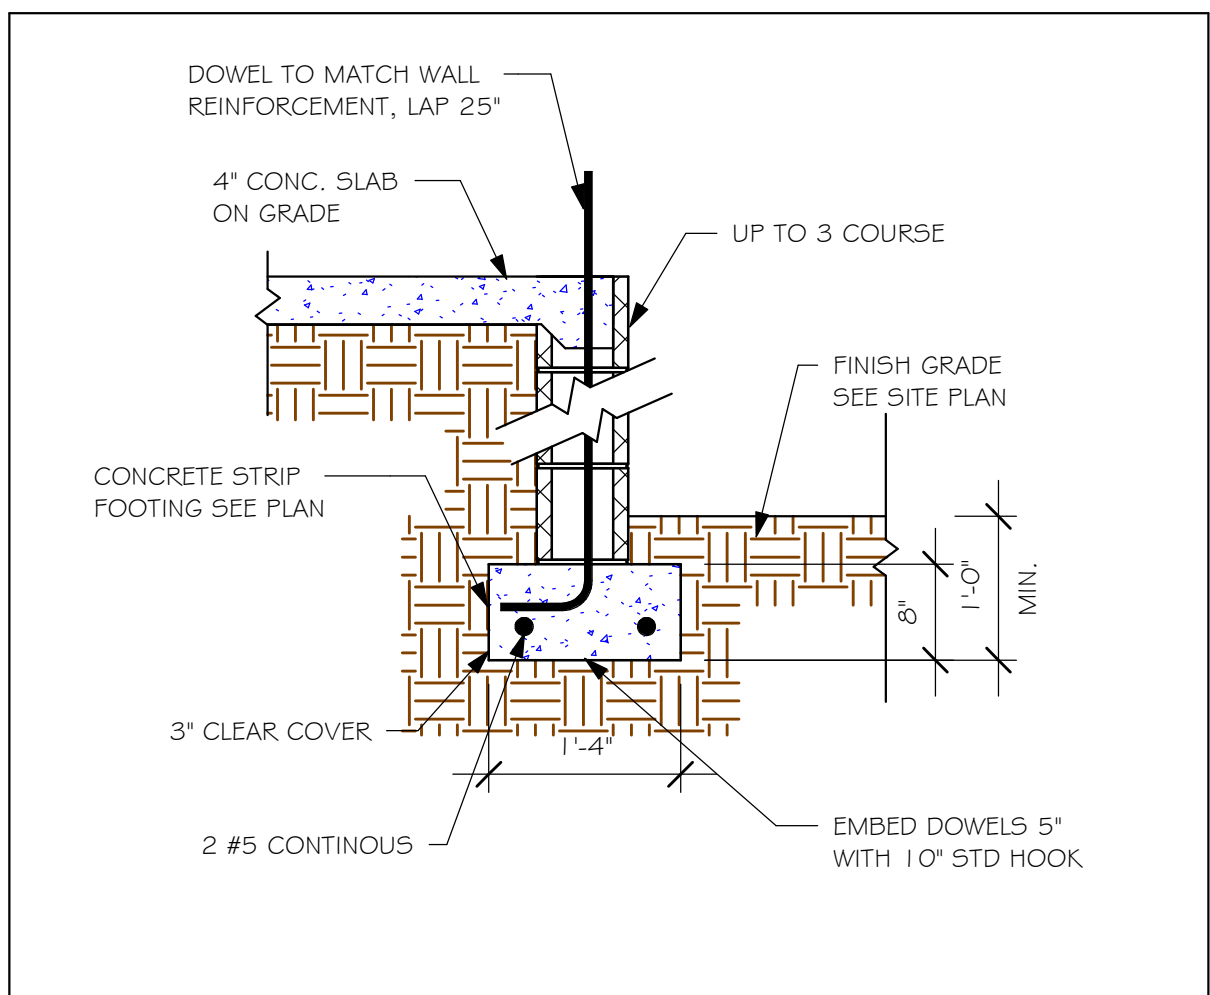 DOWEL TO MATCH WALL
REINFORCEMENT, LAP 25"
4" CONC. SLAB
ON GRADE
UP TO 3 COURSE
FINISH GRADE
SEE SITE PLAN
CONCRETE STRIP
FOOTING SEE PLAN
8"
1'-0"
MIN.
3" CLEAR COVER
1'-4"
2 #5 CONTINOUS
EMBED DOWELS 5"
WITH 10" STD HOOK